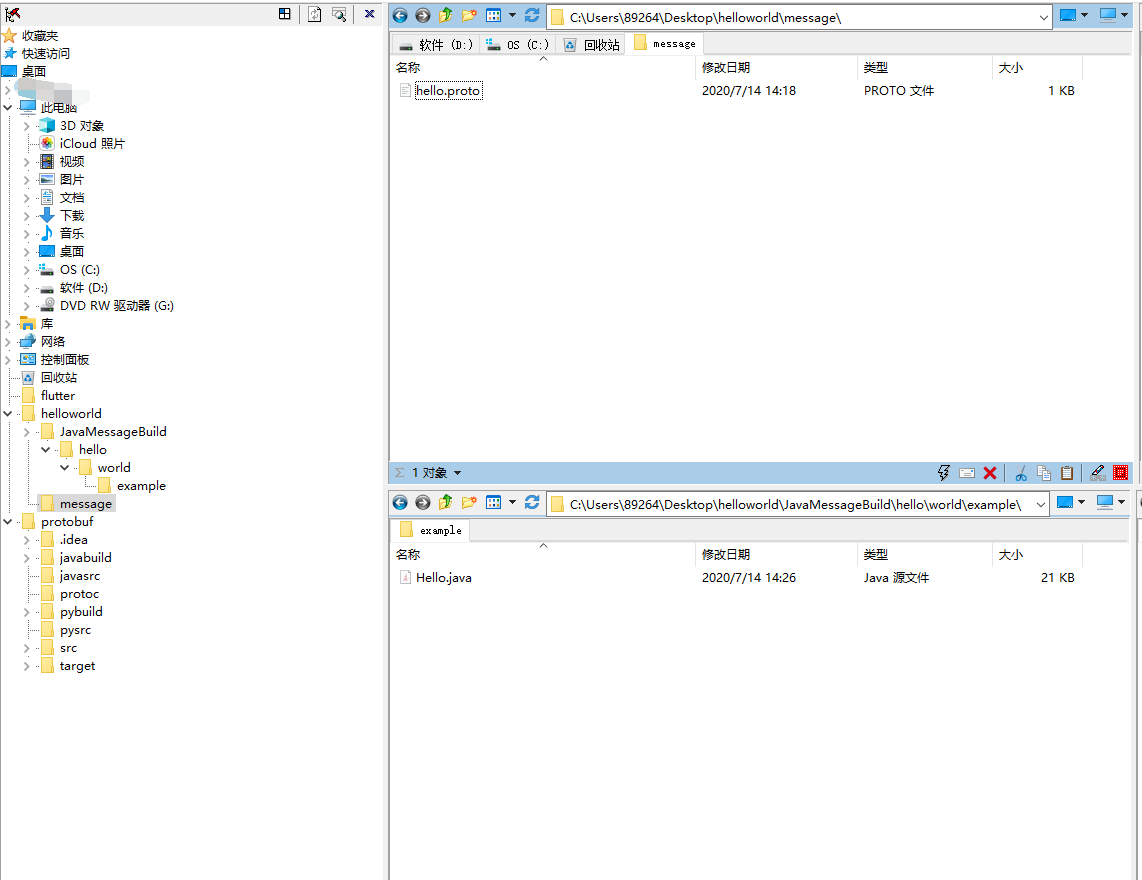 收藏夹
快速访问
桌面
此电脑
3D 对象
iCloud 照片
视频
图片
文档
下载
音乐
桌面
OS (C:)
软件 (D:)
DVD RW 驱动器 (G:)
库
网络
控制面板
回收站
flutter
helloworld
JavaMessageBuild
hello
world
example
message
protobuf
.idea
javabuild
javasrc
protoc
pybuild
pysrc
src
target
C:\Users\89264\Desktop\helloworld\message\
软件 (D:) OS (C:) 回收站 message
名称 修改日期 类型 大小
hello.proto 2020/7/14 14:18 PROTO 文件 1 KB
Σ 1 对象
C:\Users\89264\Desktop\helloworld\JavaMessageBuild\hello\world\example\
example
名称 修改日期 类型 大小
Hello.java 2020/7/14 14:26 Java 源文件 21 KB